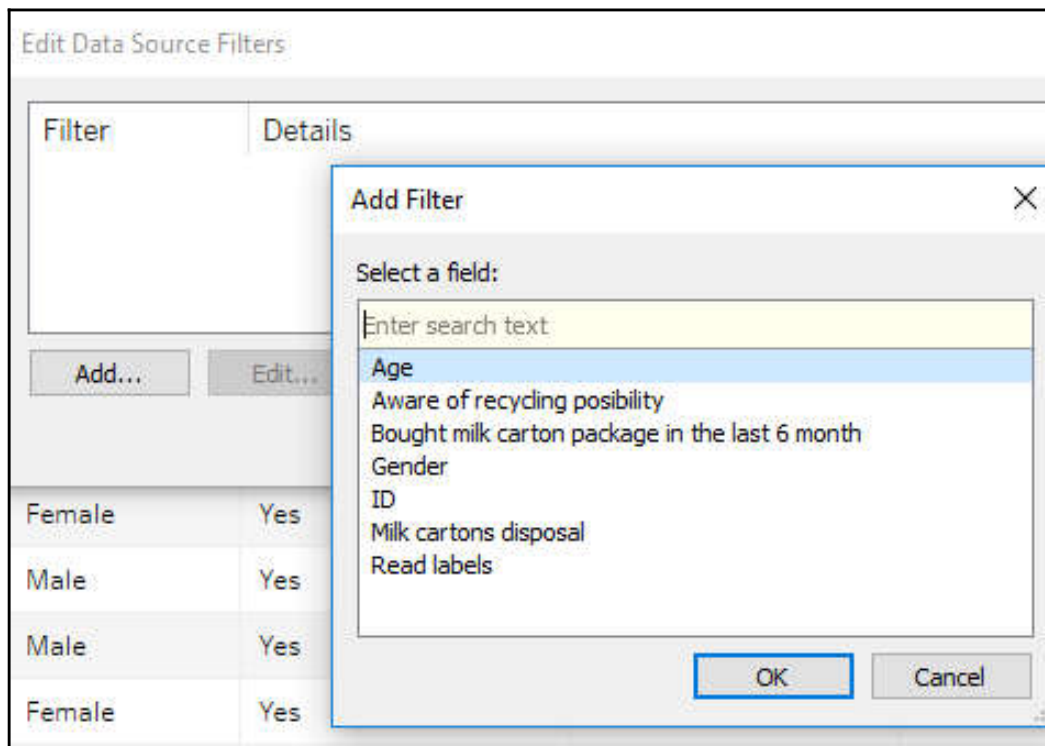 Edit Data Source Filters
Filter Details
Add Filter
Select a field:
Enter search text
Age
Aware of recycling posibility
Bought milk carton package in the last 6 month
Gender
ID
Milk cartons disposal
Read labels
Add... Edit...
OK Cancel
Female Yes
Male Yes
Male Yes
Female Yes